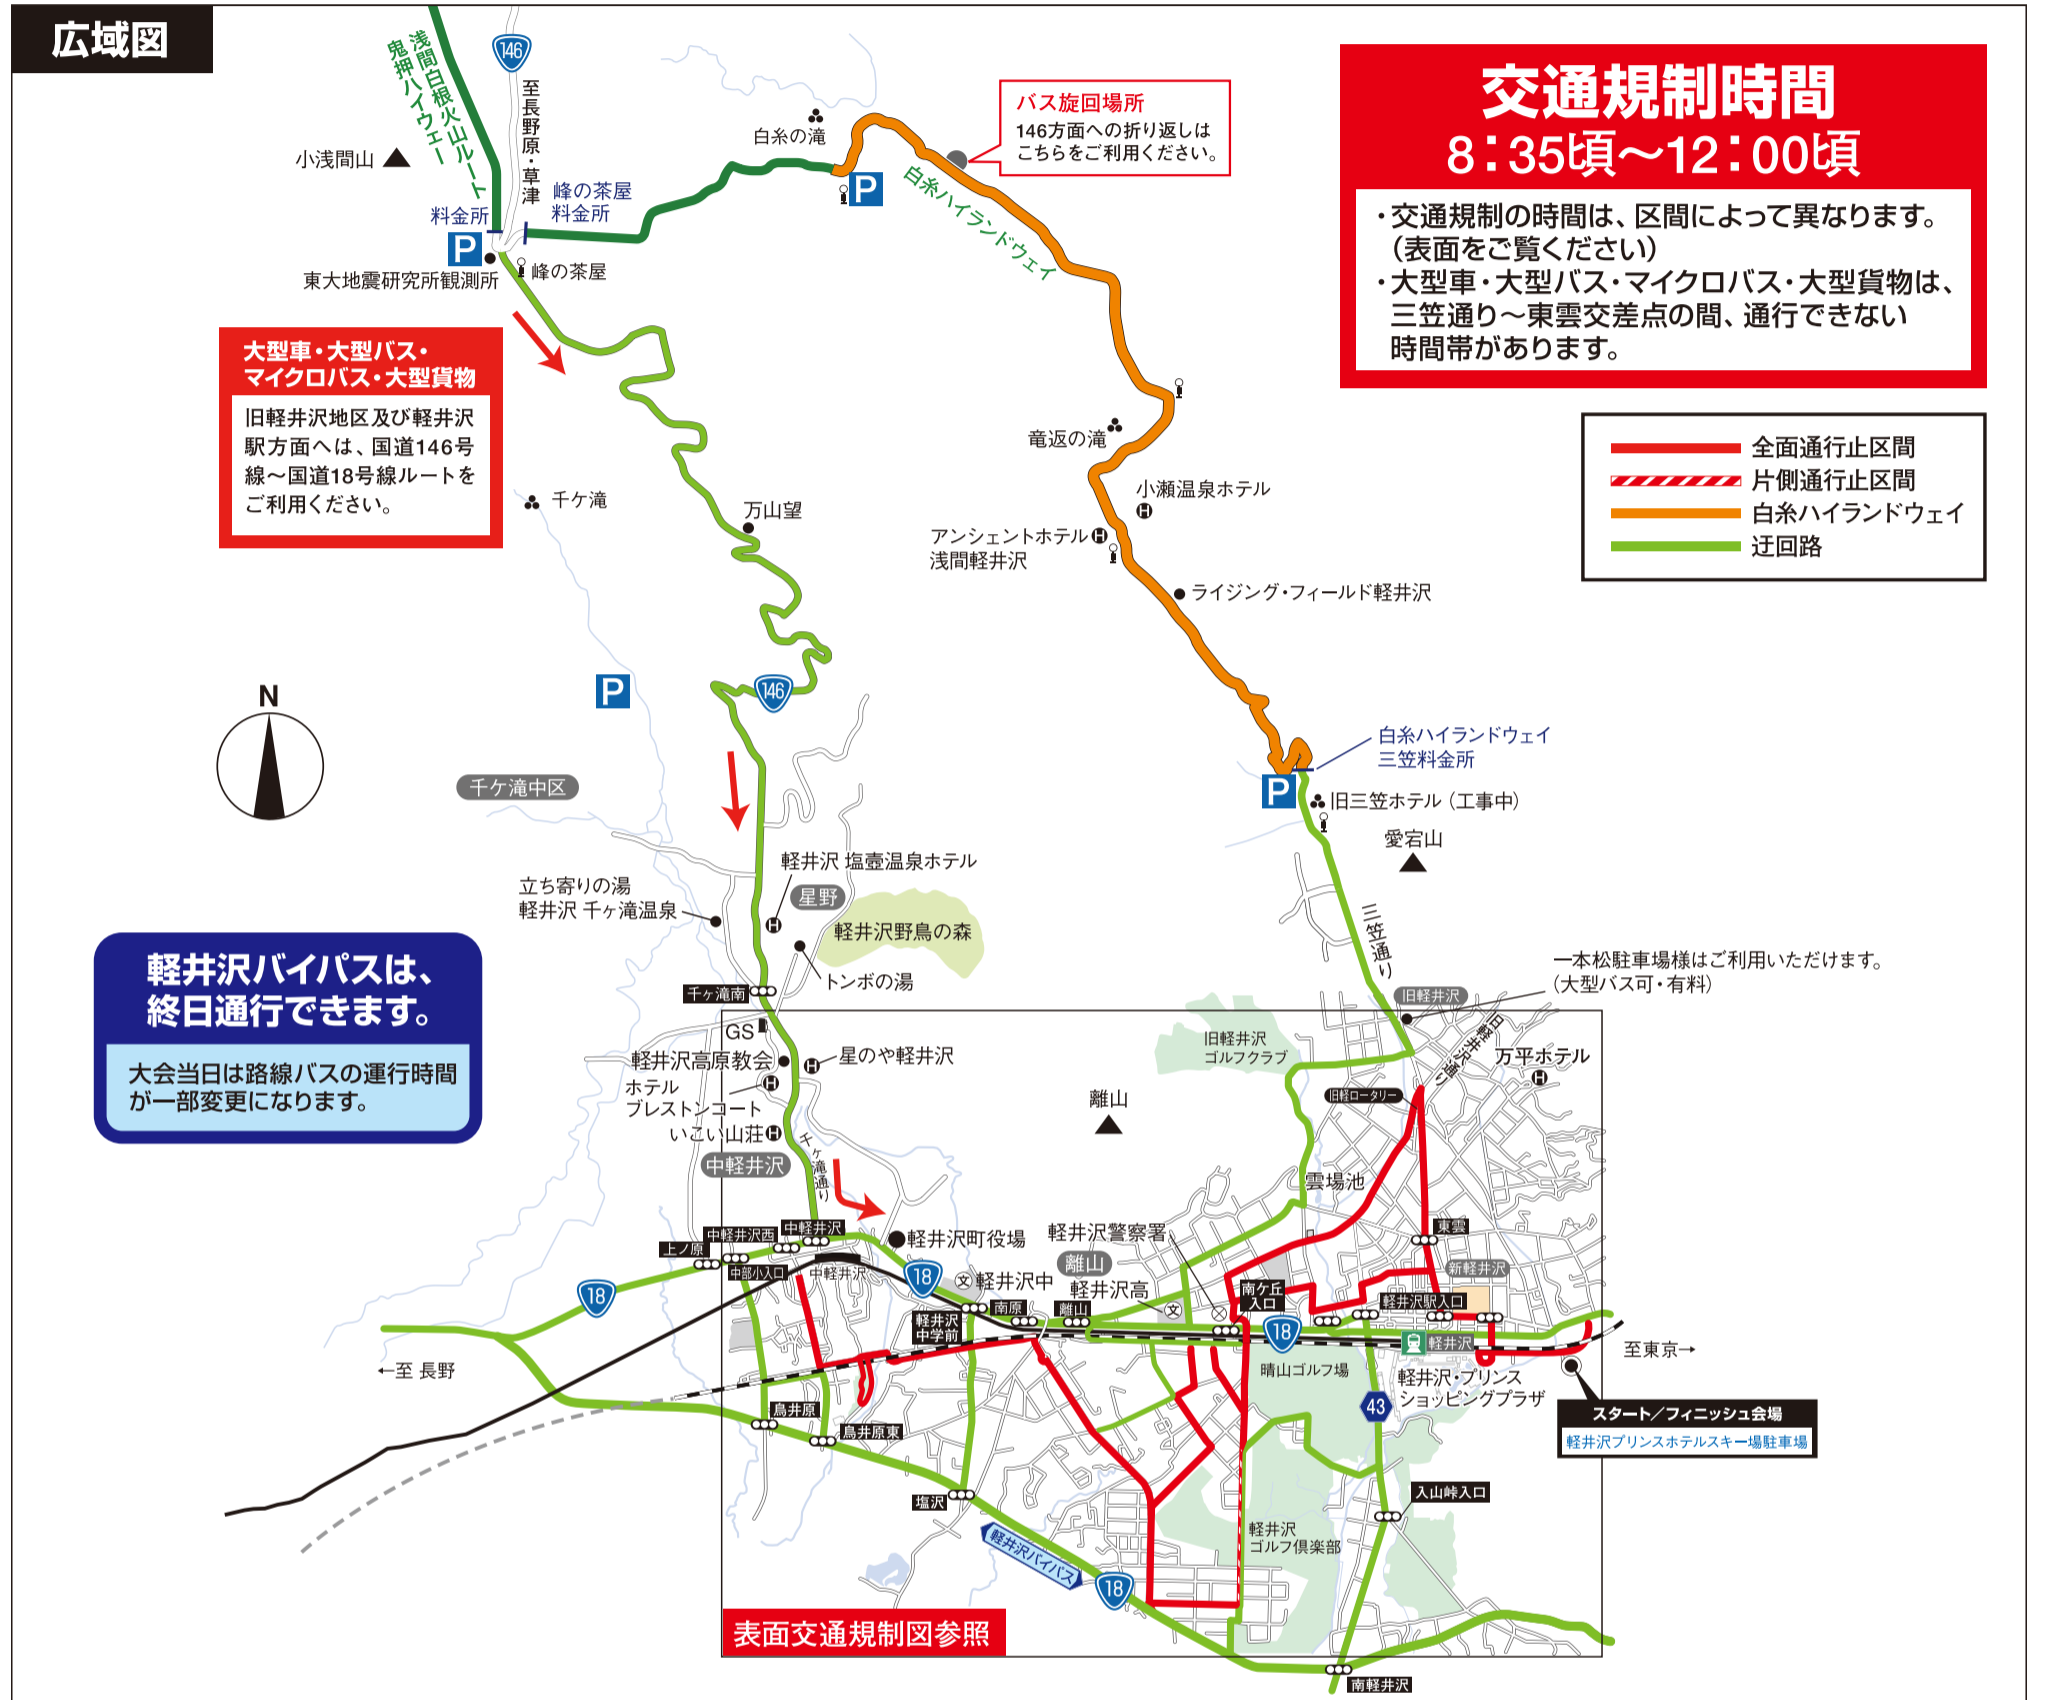 広域図
浅間白根火山ルート
鬼押ハイウェー
146
至長野原・草津
小浅間山
料金所
峰の茶屋
料金所
P
東大地震研究所観測所
峰の茶屋
白糸の滝
P
バス旋回場所
146方面への折り返しは
こちらをご利用ください。
白糸ハイランドウェイ
交通規制時間
8：35頃～12：00頃
・交通規制の時間は、区間によって異なります。
（表面をご覧ください）
・大型車・大型バス・マイクロバス・大型貨物は、
三笠通り～東雲交差点の間、通行できない
時間帯があります。
全面通行止区間
片側通行止区間
白糸ハイランドウェイ
迂回路
大型車・大型バス・
マイクロバス・大型貨物
旧軽井沢地区及び軽井沢
駅方面へは、国道146号
線～国道18号線ルートを
ご利用ください。
千ケ滝
万山望
竜返の滝
小瀬温泉ホテル
H
アンシェントホテル
浅間軽井沢
H
ライジング・フィールド軽井沢
N
P
146
白糸ハイランドウェイ
三笠料金所
P
旧三笠ホテル（工事中）
愛宕山
三笠通り
千ケ滝中区
軽井沢 塩壺温泉ホテル
H
星野
立ち寄りの湯
軽井沢 千ヶ滝温泉
軽井沢野鳥の森
トンボの湯
千ヶ滝南
一本松駐車場様はご利用いただけます。
（大型バス可・有料）
旧軽井沢
軽井沢バイパスは、
終日通行できます。
大会当日は路線バスの運行時間
が一部変更になります。
GS
軽井沢高原教会
星のや軽井沢
H
ホテル
ブレストンコート
H
いこい山荘
H
中軽井沢
千ヶ滝通り
旧軽井沢
ゴルフクラブ
旧軽井沢通り
万平ホテル
H
旧軽ロータリー
離山
雲場池
上ノ原
中軽井沢西
中軽井沢
中部小入口
中軽井沢
軽井沢町役場
18
18
文
軽井沢中
軽井沢
中学前
南原
離山
離山
軽井沢警察署
軽井沢高
文
南ケ丘
入口
18
東雲
新軽井沢
軽井沢駅入口
軽井沢
至東京→
←至 長野
晴山ゴルフ場
軽井沢・プリンス
ショッピングプラザ
43
スタート／フィニッシュ会場
軽井沢プリンスホテルスキー場駐車場
鳥井原
鳥井原東
塩沢
軽井沢バイパス
18
入山峠入口
軽井沢
ゴルフ倶楽部
表面交通規制図参照
南軽井沢